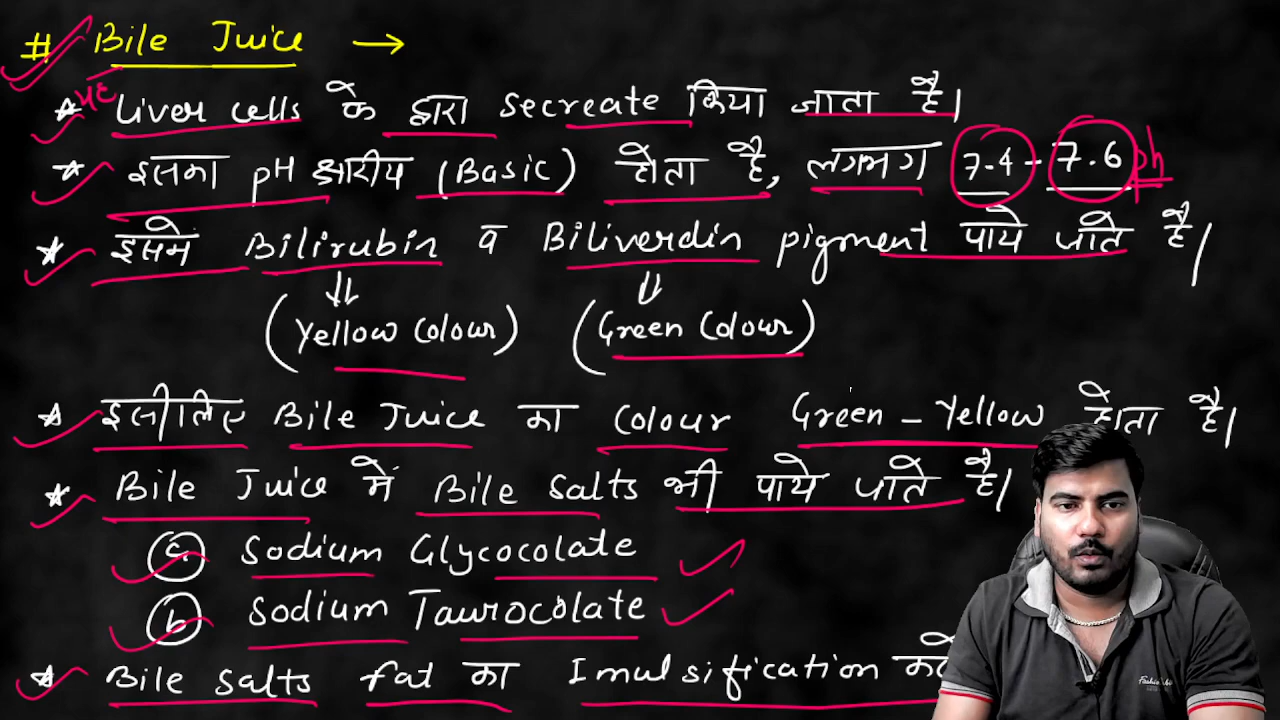 # Bile Juice →
* यह Liver cells के द्वारा secreate किया जाता है।
* इसका pH क्षारीय (Basic) होता है, लगभग 7.4 - 7.6 ph
* इसमे Bilirubin व Biliverdin pigment पाये जाते है।
(Yellow Colour) (Green Colour)
* इसीलिए Bile Juice का Colour Green - Yellow होता है।
* Bile Juice में Bile Salts भी पाये जाते है।
(a) Sodium Glycocolate
(b) Sodium Taurocolate
* Bile Salts fat का Imulsification